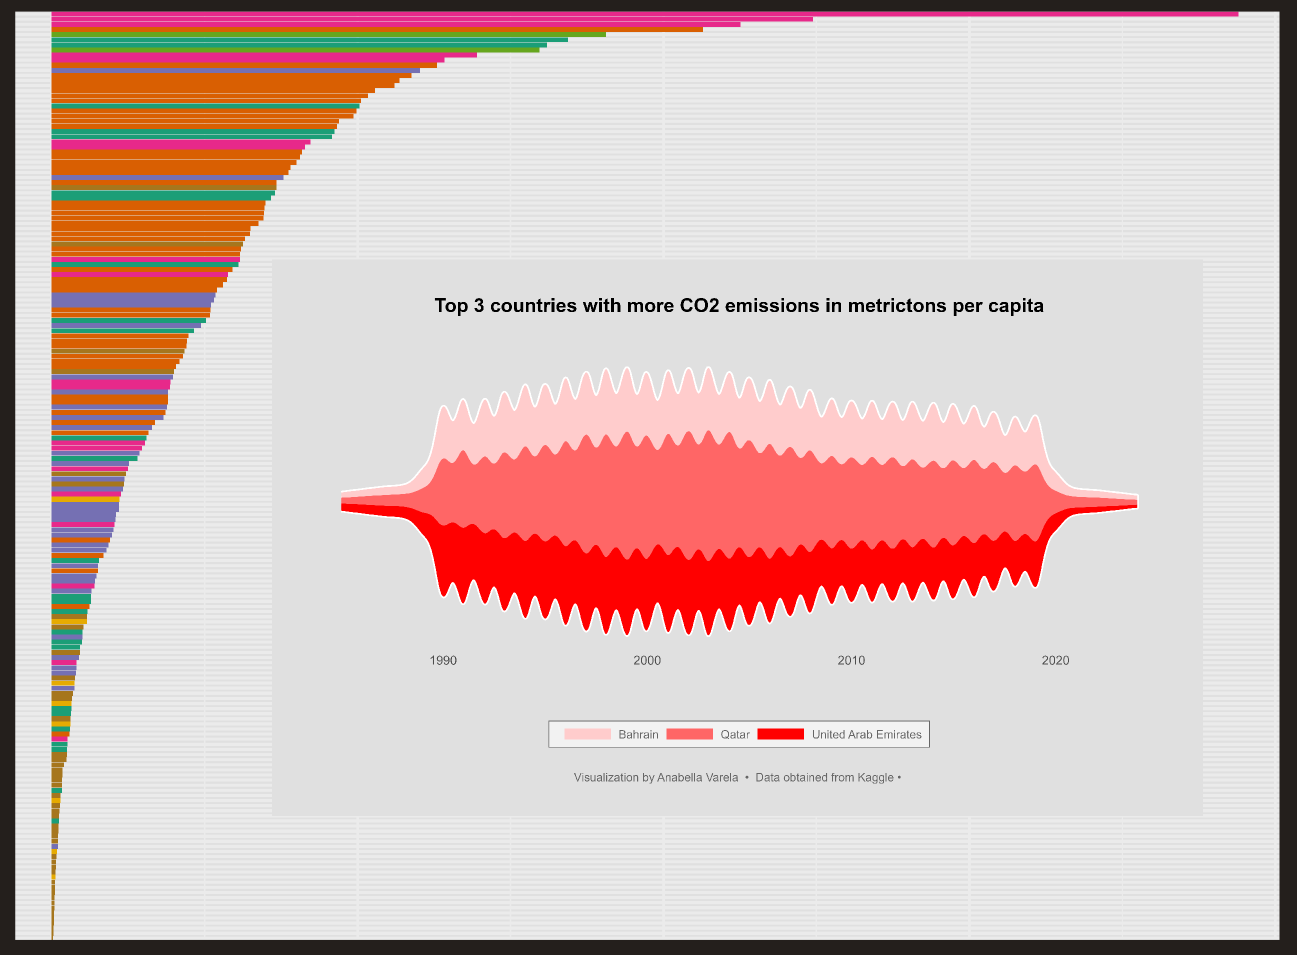 Top 3 countries with more CO2 emissions in metrictons per capita
1990 2000 2010 2020
Bahrain Qatar United Arab Emirates
Visualization by Anabella Varela • Data obtained from Kaggle •